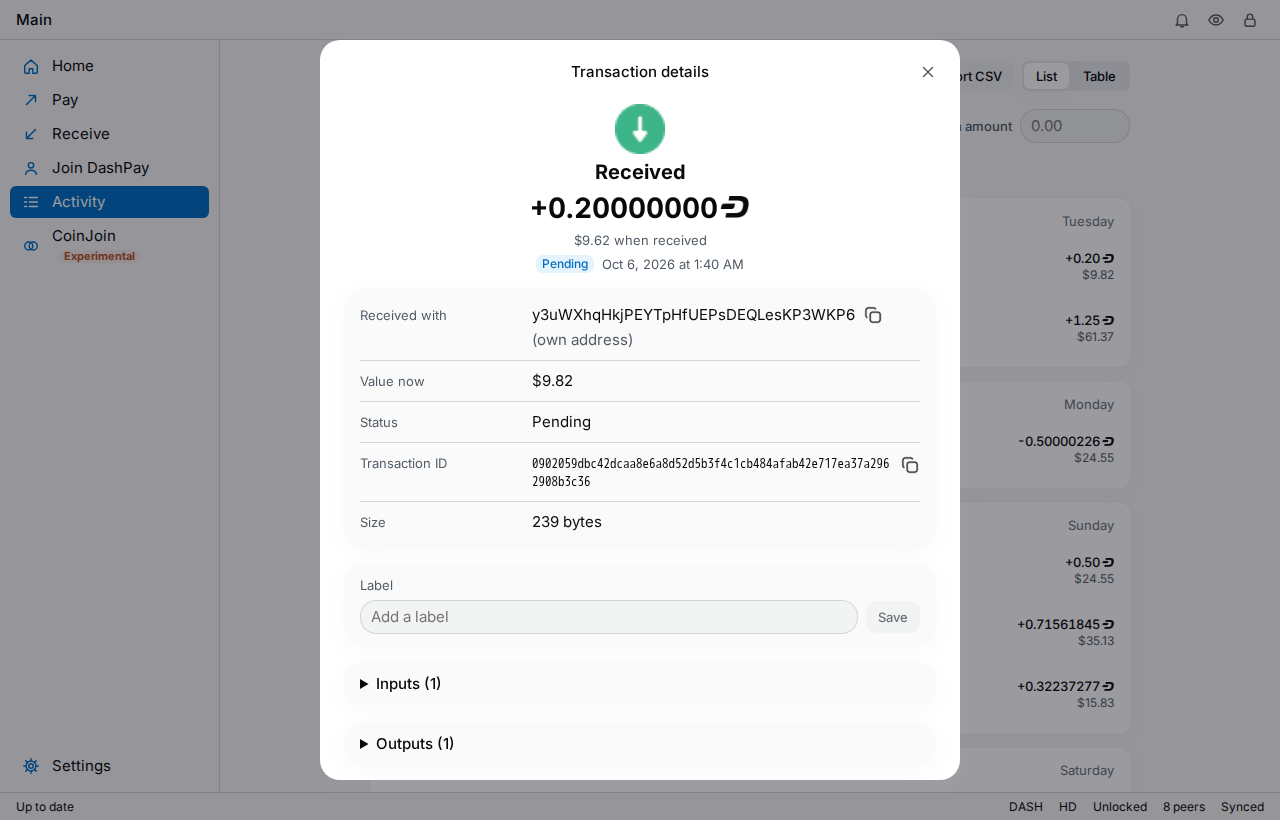 Main
Home
Pay
Receive
Join DashPay
Activity
CoinJoin
Experimental
Settings
Transaction details
Received
+0.20000000
$9.62 when received
Pending Oct 6, 2026 at 1:40 AM
Received with y3uWXhqHkjPEYTpHfUEPsDEQLesKP3WKP6
(own address)
Value now $9.82
Status Pending
Transaction ID 0902059dbc42dcaa8e6a8d52d5b3f4c1cb484afab42e717ea37a296
2908b3c36
Size 239 bytes
Label
Add a label Save
Inputs (1)
Outputs (1)
CSV List Table
amount 0.00
Tuesday
+0.20
$9.82
+1.25
$61.37
Monday
-0.50000226
$24.55
Sunday
+0.50
$24.55
+0.71561845
$35.13
+0.32237277
$15.83
Saturday
Up to date DASH HD Unlocked 8 peers Synced